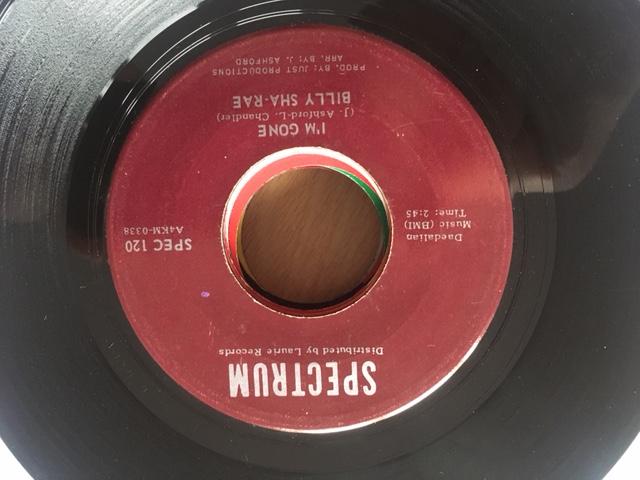 SPECTRUM
Distributed by Laurie Records
Daedalian
Music (BMI)
Time: 2:45
SPEC 120
A4KM-0338
I'M GONE
(J. Ashford-L. Chandler)
BILLY SHA-RAE
PROD. BY: JUST PRODUCTIONS
ARR. BY: J. ASHFORD